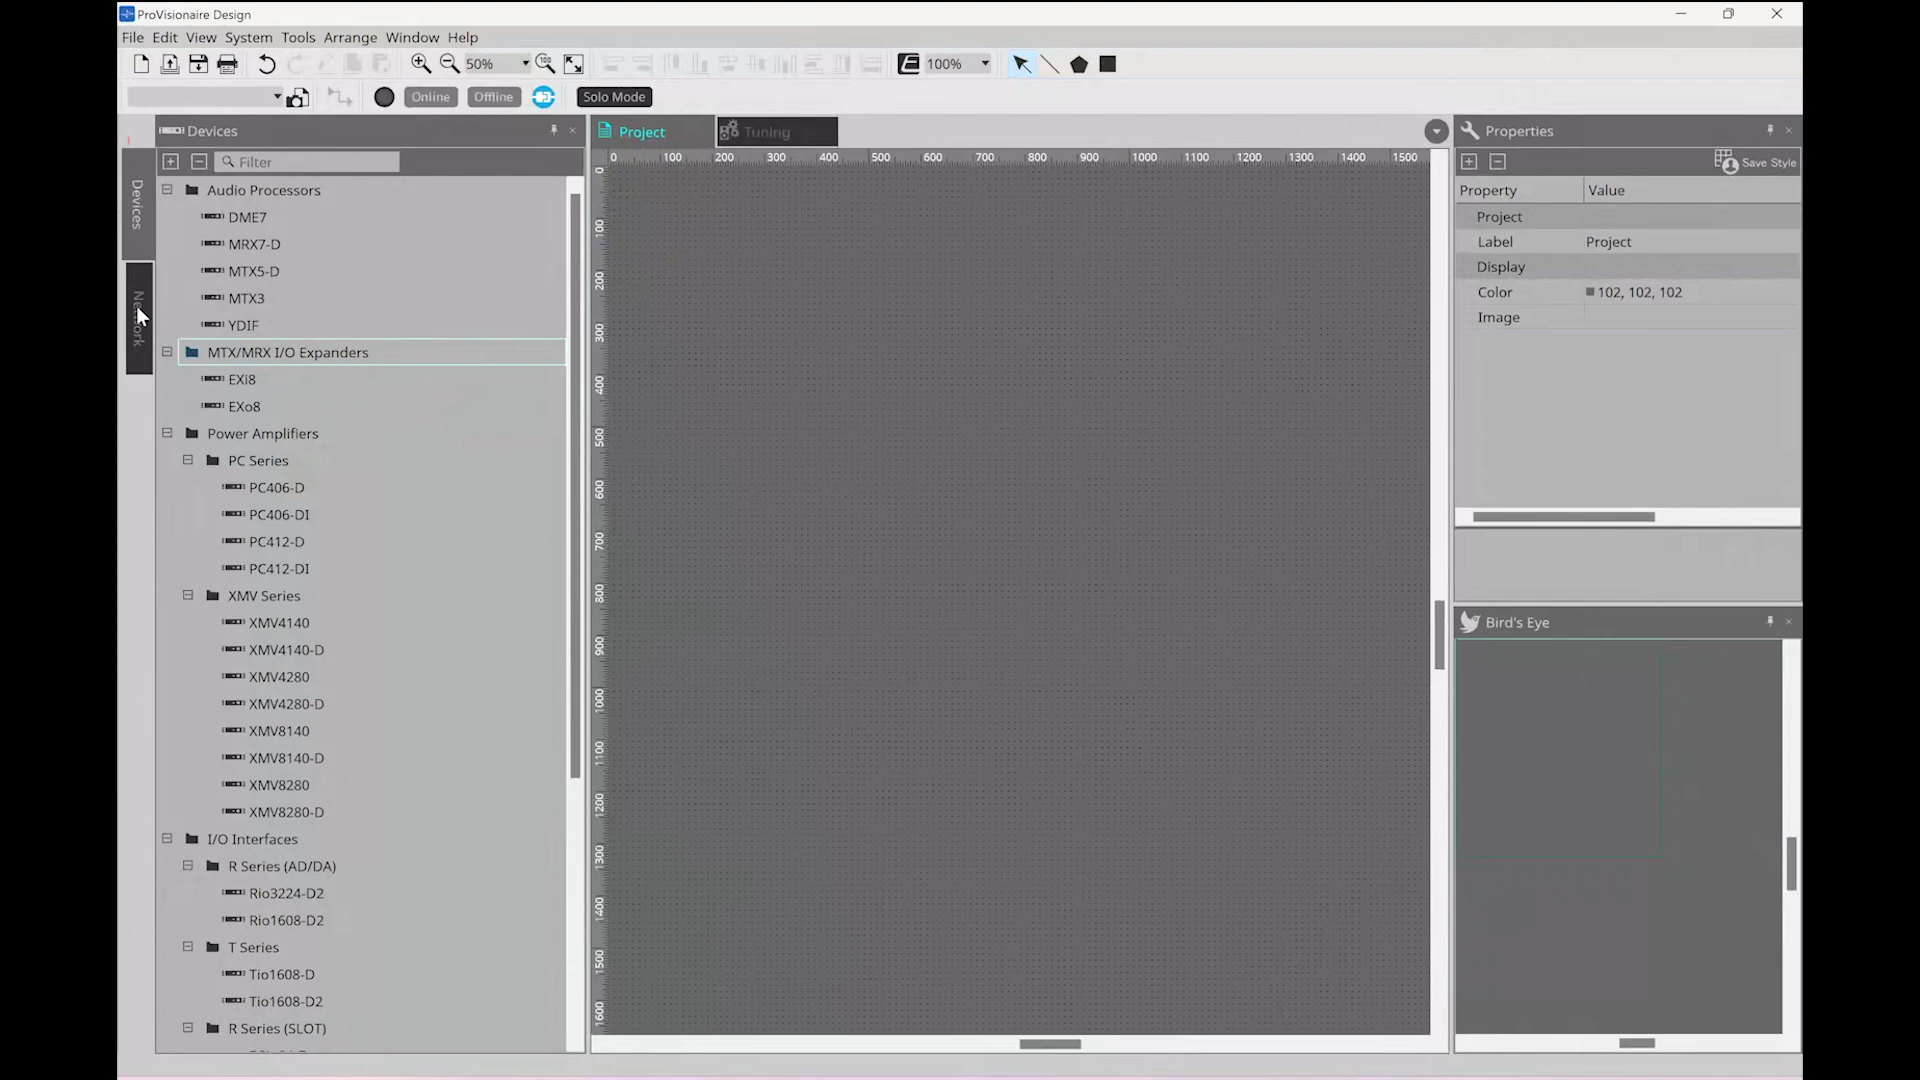 ProVisionaire Design
File Edit View System Tools Arrange Window Help
50% 100 100%
Online Offline Solo Mode
Devices
Filter
Devices
Network
Audio Processors
DME7
MRX7-D
MTX5-D
MTX3
YDIF
MTX/MRX I/O Expanders
EXi8
EXo8
Power Amplifiers
PC Series
PC406-D
PC406-DI
PC412-D
PC412-DI
XMV Series
XMV4140
XMV4140-D
XMV4280
XMV4280-D
XMV8140
XMV8140-D
XMV8280
XMV8280-D
I/O Interfaces
R Series (AD/DA)
Rio3224-D2
Rio1608-D2
T Series
Tio1608-D
Tio1608-D2
R Series (SLOT)
Project Tuning
0 100 200 300 400 500 600 700 800 900 1000 1100 1200 1300 1400 1500
0
100
200
300
400
500
600
700
800
900
1000
1100
1200
1300
1400
1500
1600
Properties
Save Style
Property Value
Project
Label Project
Display
Color 102, 102, 102
Image
Bird's Eye